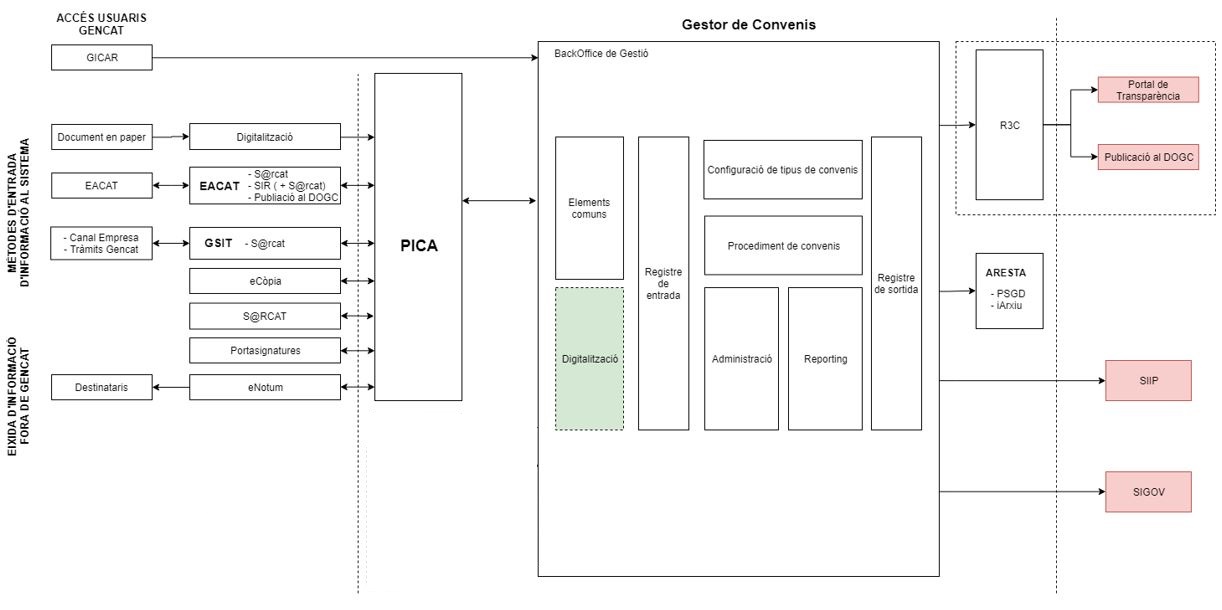 ACCÉS USUARIS
GENCAT
GICAR
MÈTODES D'ENTRADA
D'INFORMACIÓ AL SISTEMA
Document en paper
Digitalització
EACAT
EACAT
- S@rcat
- SIR ( + S@rcat)
- Publiació al DOGC
- Canal Empresa
- Tràmits Gencat
GSIT - S@rcat
eCòpia
S@RCAT
Portasignatures
EIXIDA D'INFORMACIÓ
FORA DE GENCAT
Destinataris
eNotum
PICA
Gestor de Convenis
BackOffice de Gestió
Elements
comuns
Digitalització
Registre
de
entrada
Configuració de tipus de convenis
Procediment de convenis
Administració
Reporting
Registre
de sortida
R3C
Portal de
Transparència
Publicació al DOGC
ARESTA
- PSGD
- iArxiu
SIIP
SIGOV